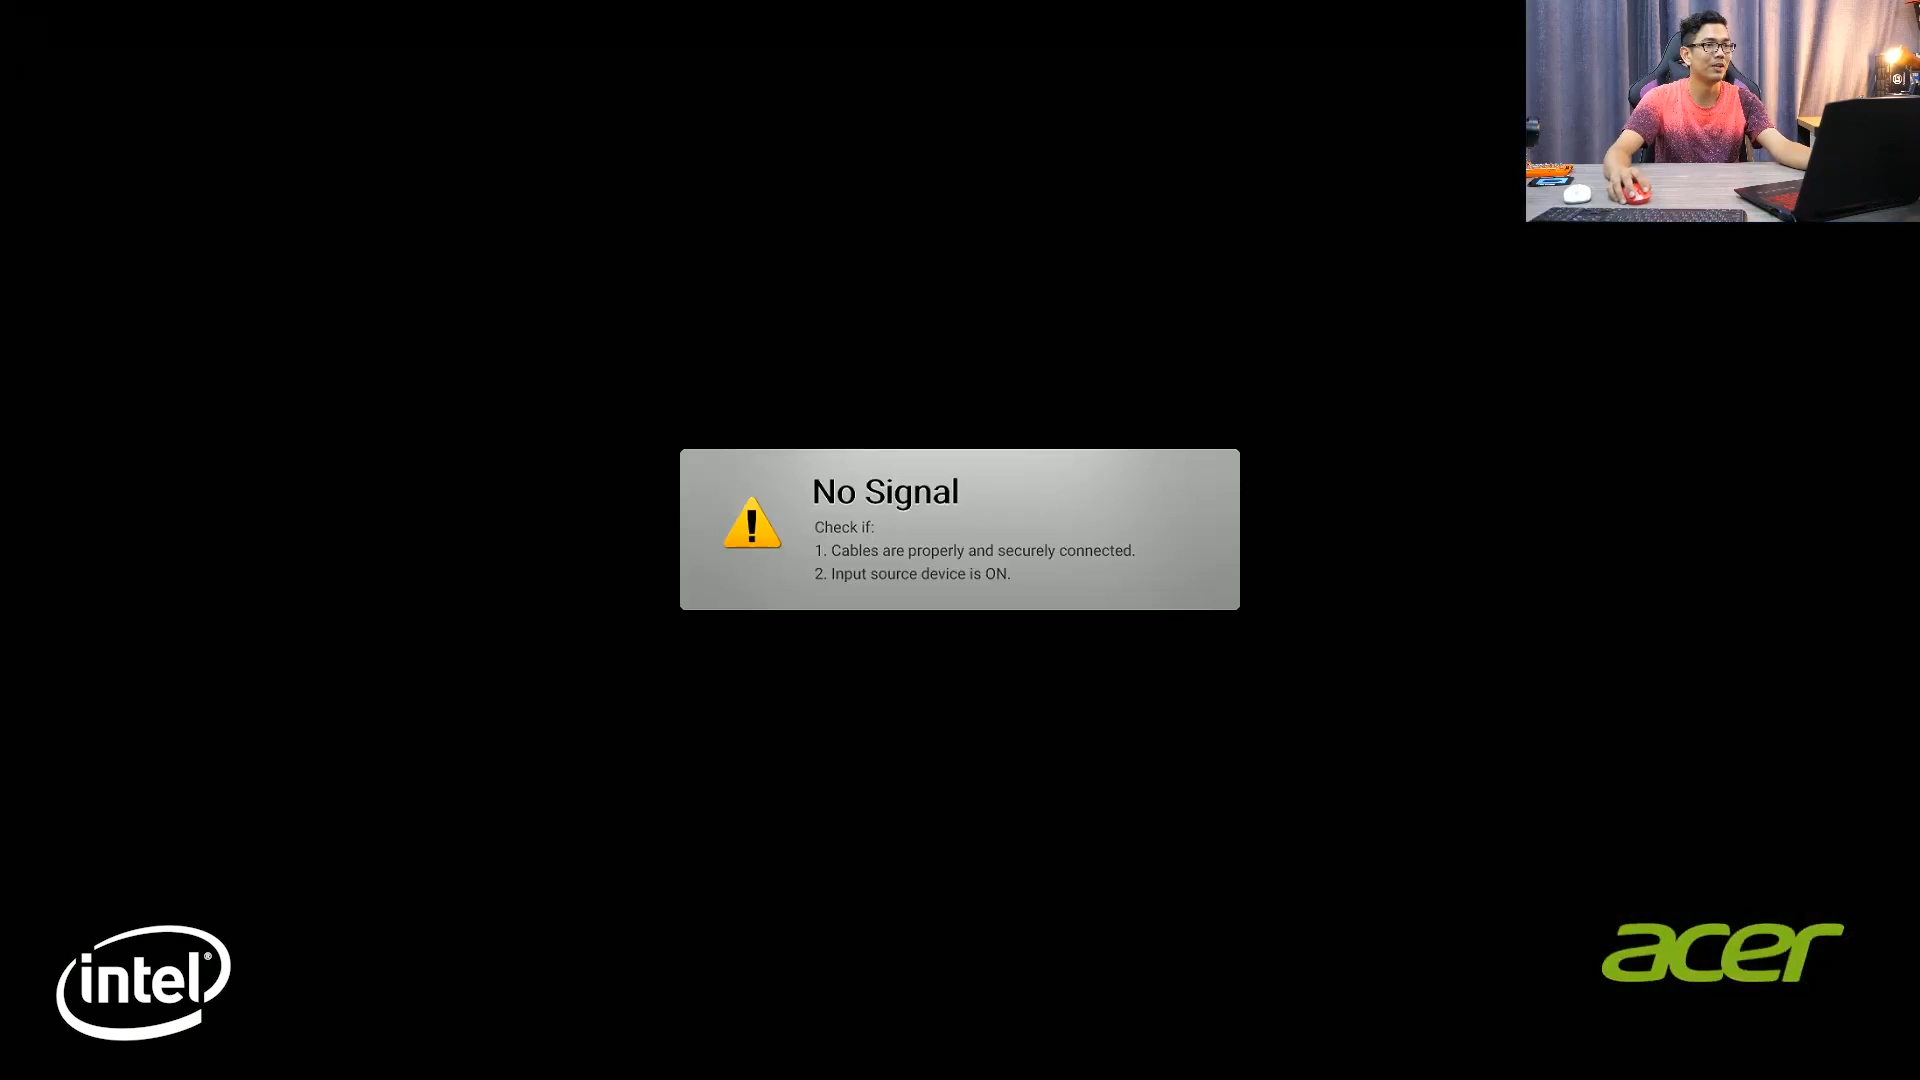 No Signal
Check if:
1. Cables are properly and securely connected.
2. Input source device is ON.
intel®
acer